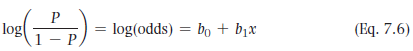 log(P / 1 − P) = log(odds) = b₀ + b₁x (Eq. 7.6)